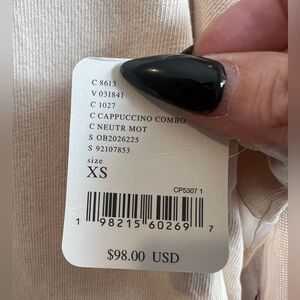 C 8613
V 031841
C 1027
C CAPPUCCINO COMBO
C NEUTR MOT
S OB2026225
S 92107853
size
XS
CP5307 1
1 98215 60269 7
$98.00 USD